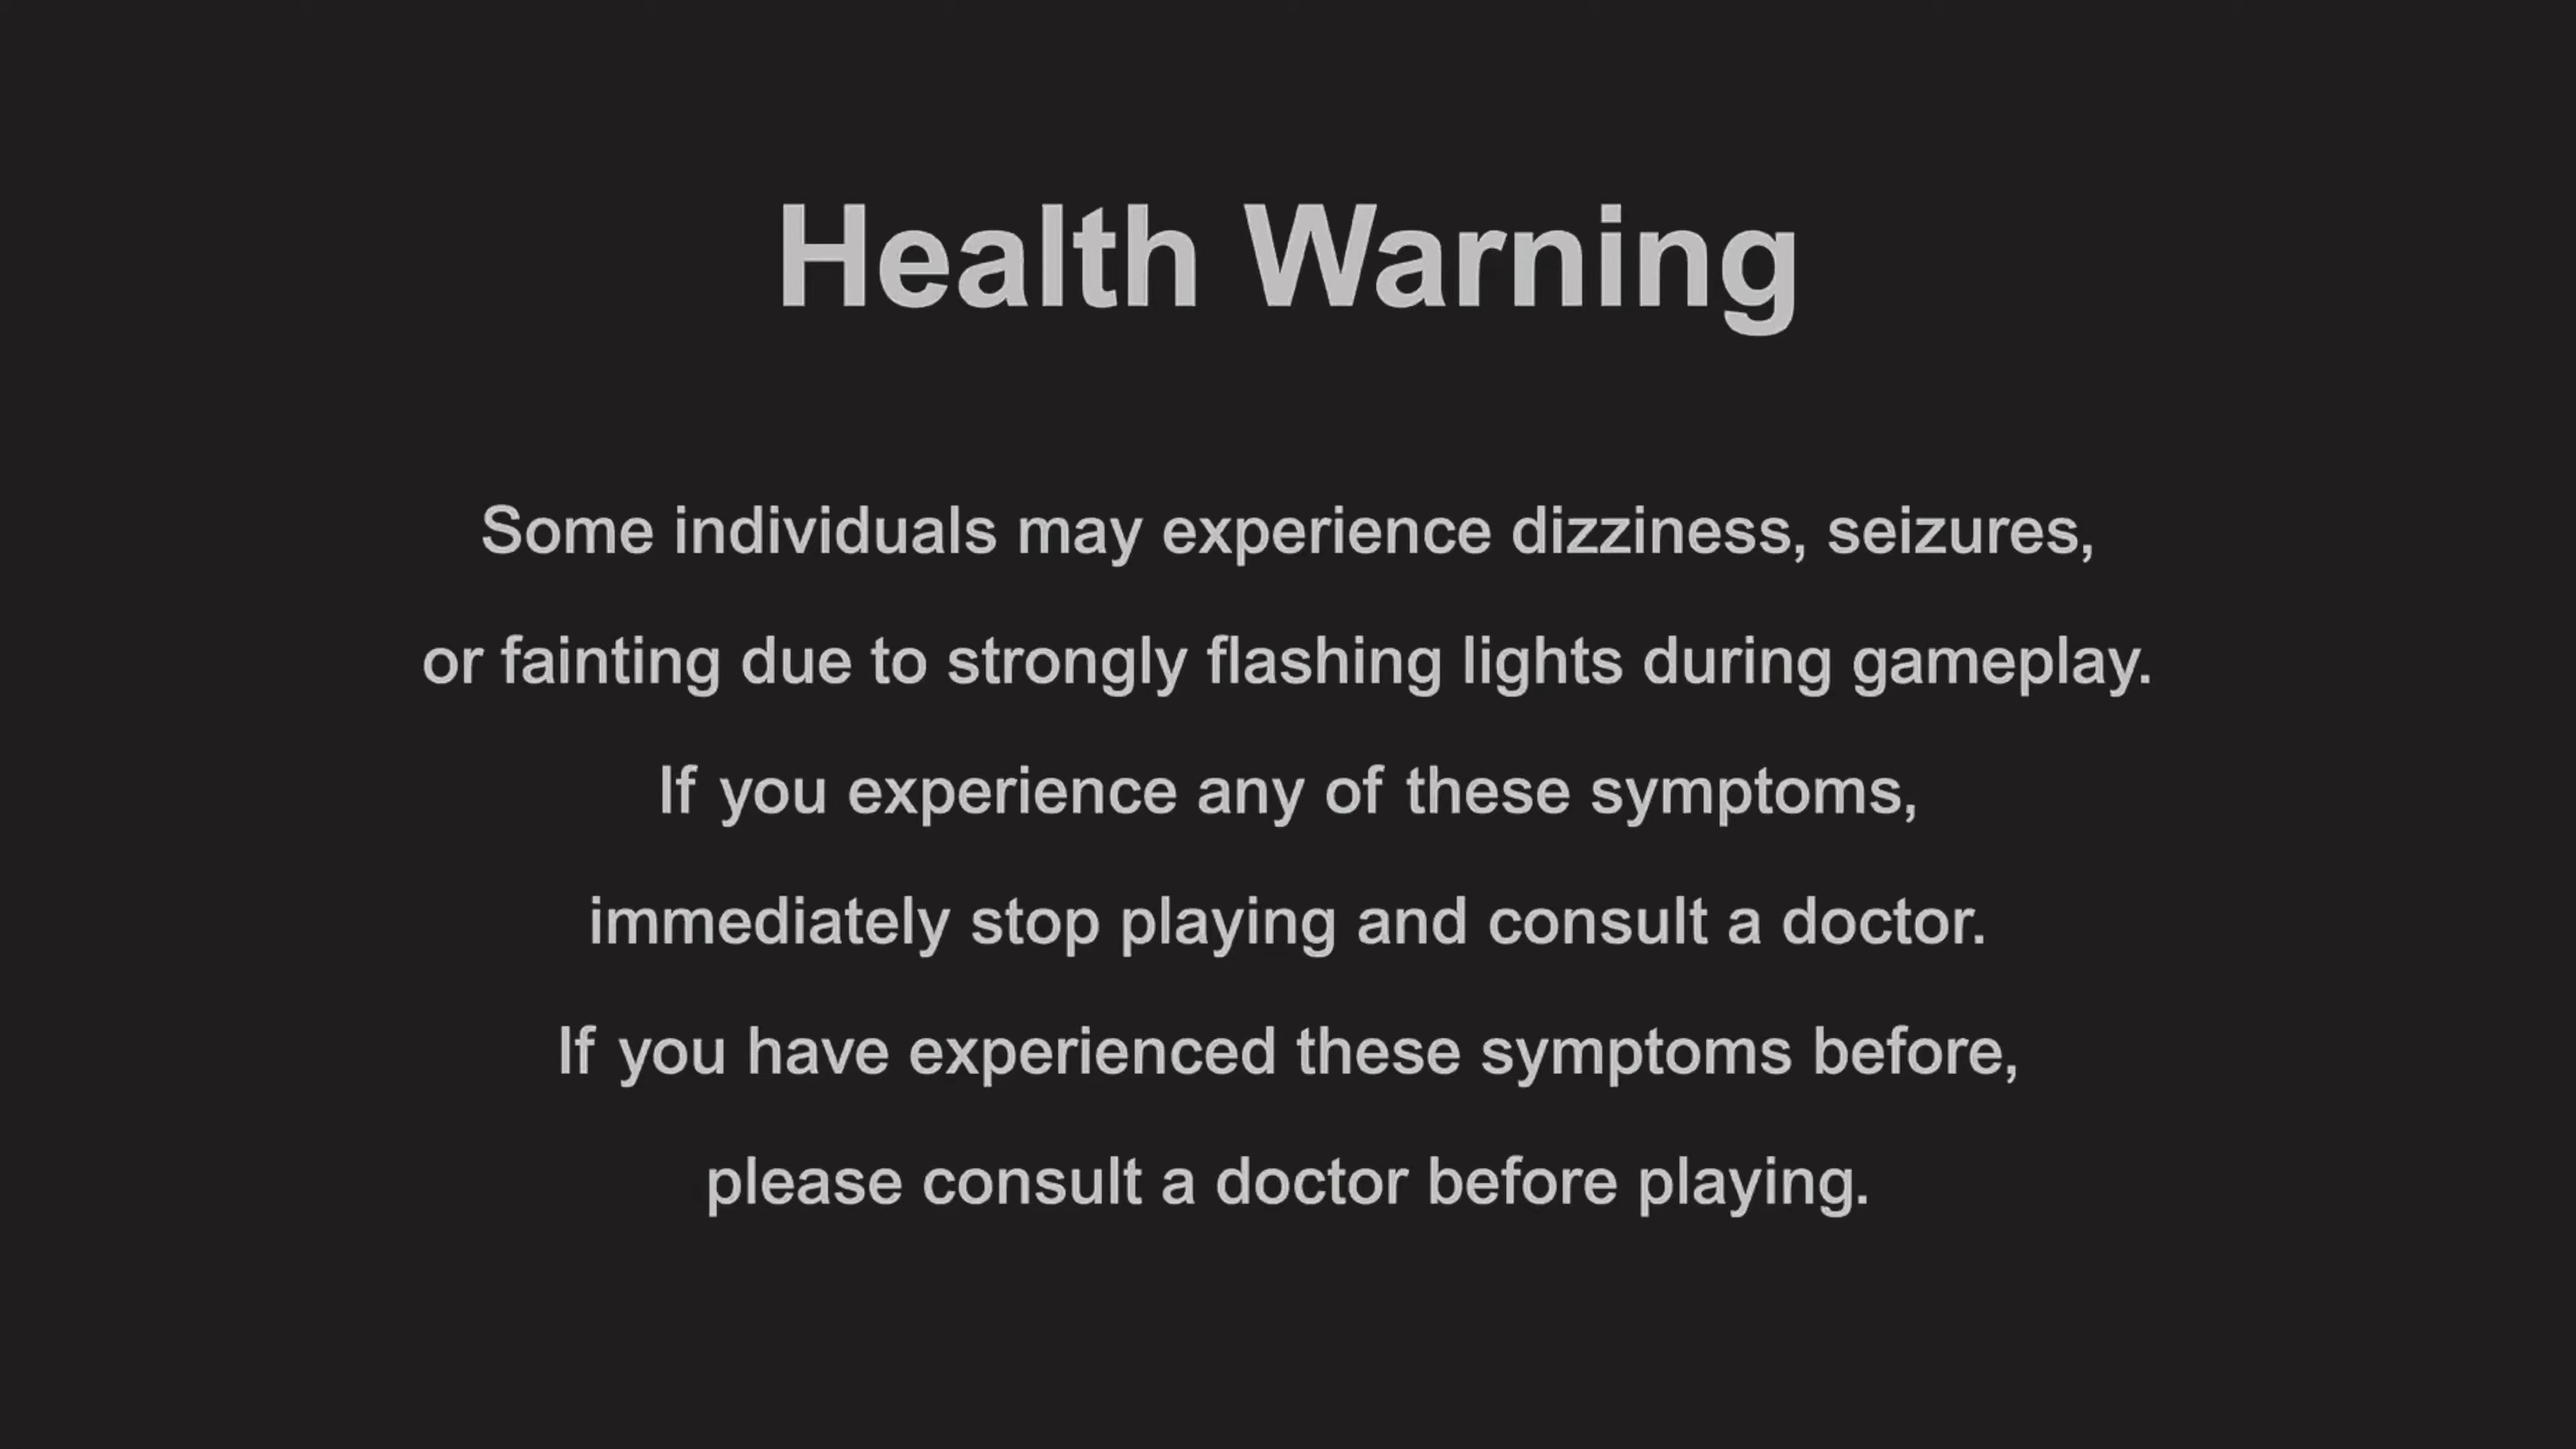 Health Warning
Some individuals may experience dizziness, seizures,
or fainting due to strongly flashing lights during gameplay.
If you experience any of these symptoms,
immediately stop playing and consult a doctor.
If you have experienced these symptoms before,
please consult a doctor before playing.